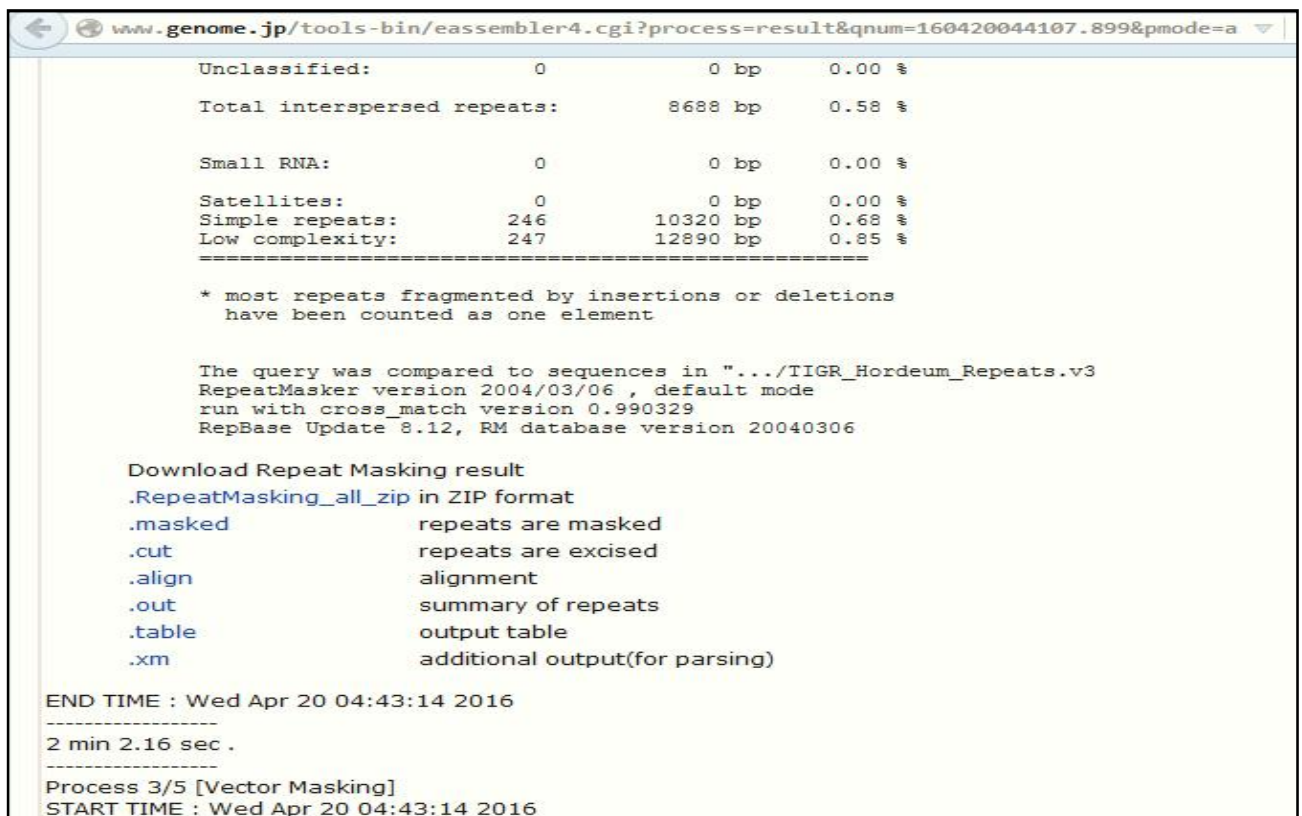 www.genome.jp/tools-bin/eassembler4.cgi?process=result&qnum=160420044107.899&pmode=a
Unclassified: 0 0 bp 0.00 %
Total interspersed repeats: 8688 bp 0.58 %
Small RNA: 0 0 bp 0.00 %
Satellites: 0 0 bp 0.00 %
Simple repeats: 246 10320 bp 0.68 %
Low complexity: 247 12890 bp 0.85 %
==================================================
* most repeats fragmented by insertions or deletions
have been counted as one element
The query was compared to sequences in ".../TIGR_Hordeum_Repeats.v3
RepeatMasker version 2004/03/06 , default mode
run with cross_match version 0.990329
RepBase Update 8.12, RM database version 20040306
Download Repeat Masking result
.RepeatMasking_all_zip in ZIP format
.masked repeats are masked
.cut repeats are excised
.align alignment
.out summary of repeats
.table output table
.xm additional output(for parsing)
END TIME : Wed Apr 20 04:43:14 2016
------------------
2 min 2.16 sec .
------------------
Process 3/5 [Vector Masking]
START TIME : Wed Apr 20 04:43:14 2016